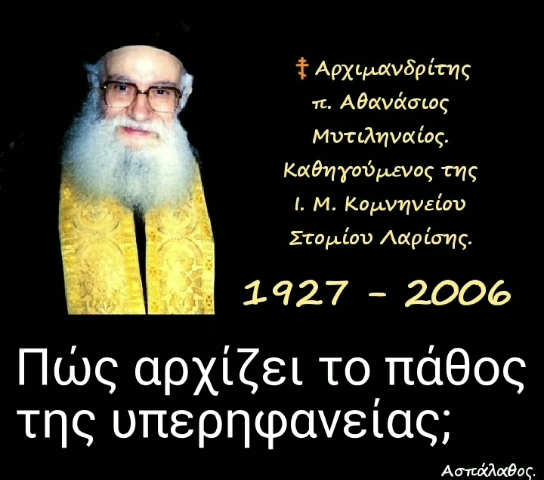 ‡ Αρχιμανδρίτης
π. Αθανάσιος
Μυτιληναίος.
Καθηγούμενος της
Ι. Μ. Κομνηνείου
Στομίου Λαρίσης.
1927 - 2006
Πώς αρχίζει το πάθος
της υπερηφανείας;
Ασπάλαθος.